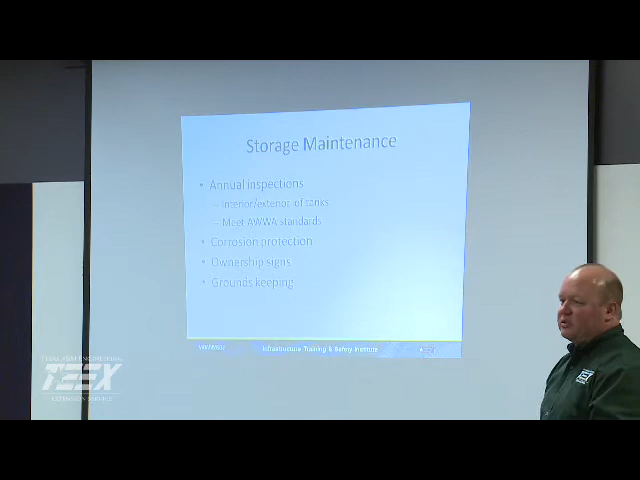 Storage Maintenance
• Annual inspections
– Interior/exterior of tanks
– Meet AWWA standards
• Corrosion protection
• Ownership signs
• Grounds keeping
Infrastructure Training & Safety Institute
TEXAS A&M ENGINEERING
TEEX
EXTENSION SERVICE